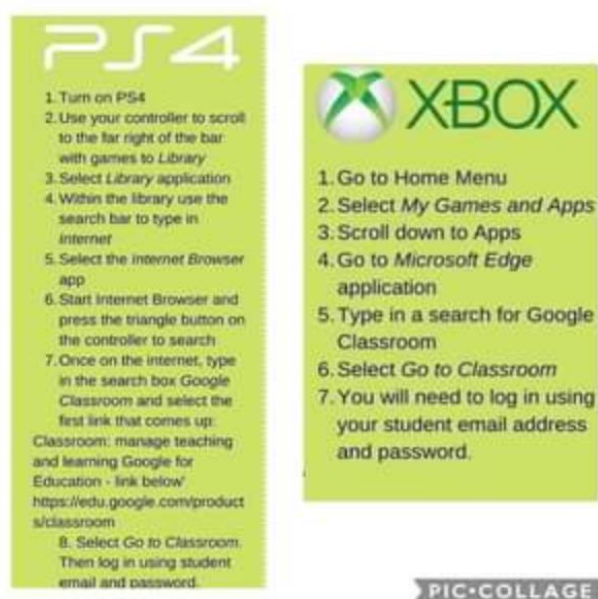 PS4
1. Turn on PS4
2. Use your controller to scroll
to the far right of the bar
with games to Library
3. Select Library application
4. Within the library use the
search bar to type in
Internet
5. Select the Internet Browser
app
6. Start Internet Browser and
press the triangle button on
the controller to search
7. Once on the internet, type
in the search box Google
Classroom and select the
first link that comes up:
Classroom: manage teaching
and learning Google for
Education - link below'
https://edu.google.com/product
s/classroom
8. Select Go to Classroom.
Then log in using student
email and password.
XBOX
1. Go to Home Menu
2. Select My Games and Apps
3. Scroll down to Apps
4. Go to Microsoft Edge
application
5. Type in a search for Google
Classroom
6. Select Go to Classroom
7. You will need to log in using
your student email address
and password.
PIC•COLLAGE